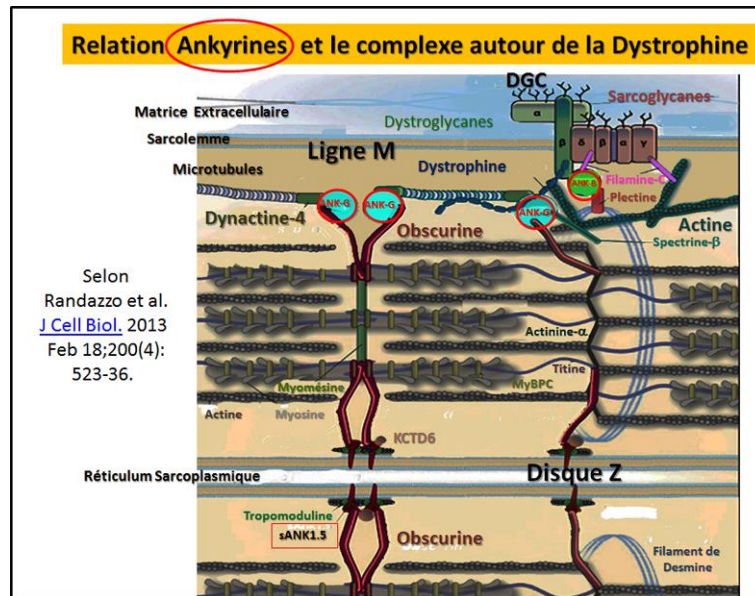 Relation Ankyrines et le complexe autour de la Dystrophine
DGC
Matrice Extracellulaire
Dystroglycanes
Sarcoglycanes
α
β
δ
β
α
γ
Sarcolemme
Ligne M
Microtubules
Dystrophine
Filamine-C
ANK-B
Plectine
ANK-G
ANK-G
ANK-G
Dynactine-4
Obscurine
Actine
Spectrine-β
Selon
Randazzo et al.
J Cell Biol. 2013
Feb 18;200(4):
523-36.
Actinine-α
Titine
Myomésine
MyBPC
Actine
Myosine
KCTD6
Réticulum Sarcoplasmique
Disque Z
Tropomoduline
sANK1.5
Obscurine
Filament de
Desmine